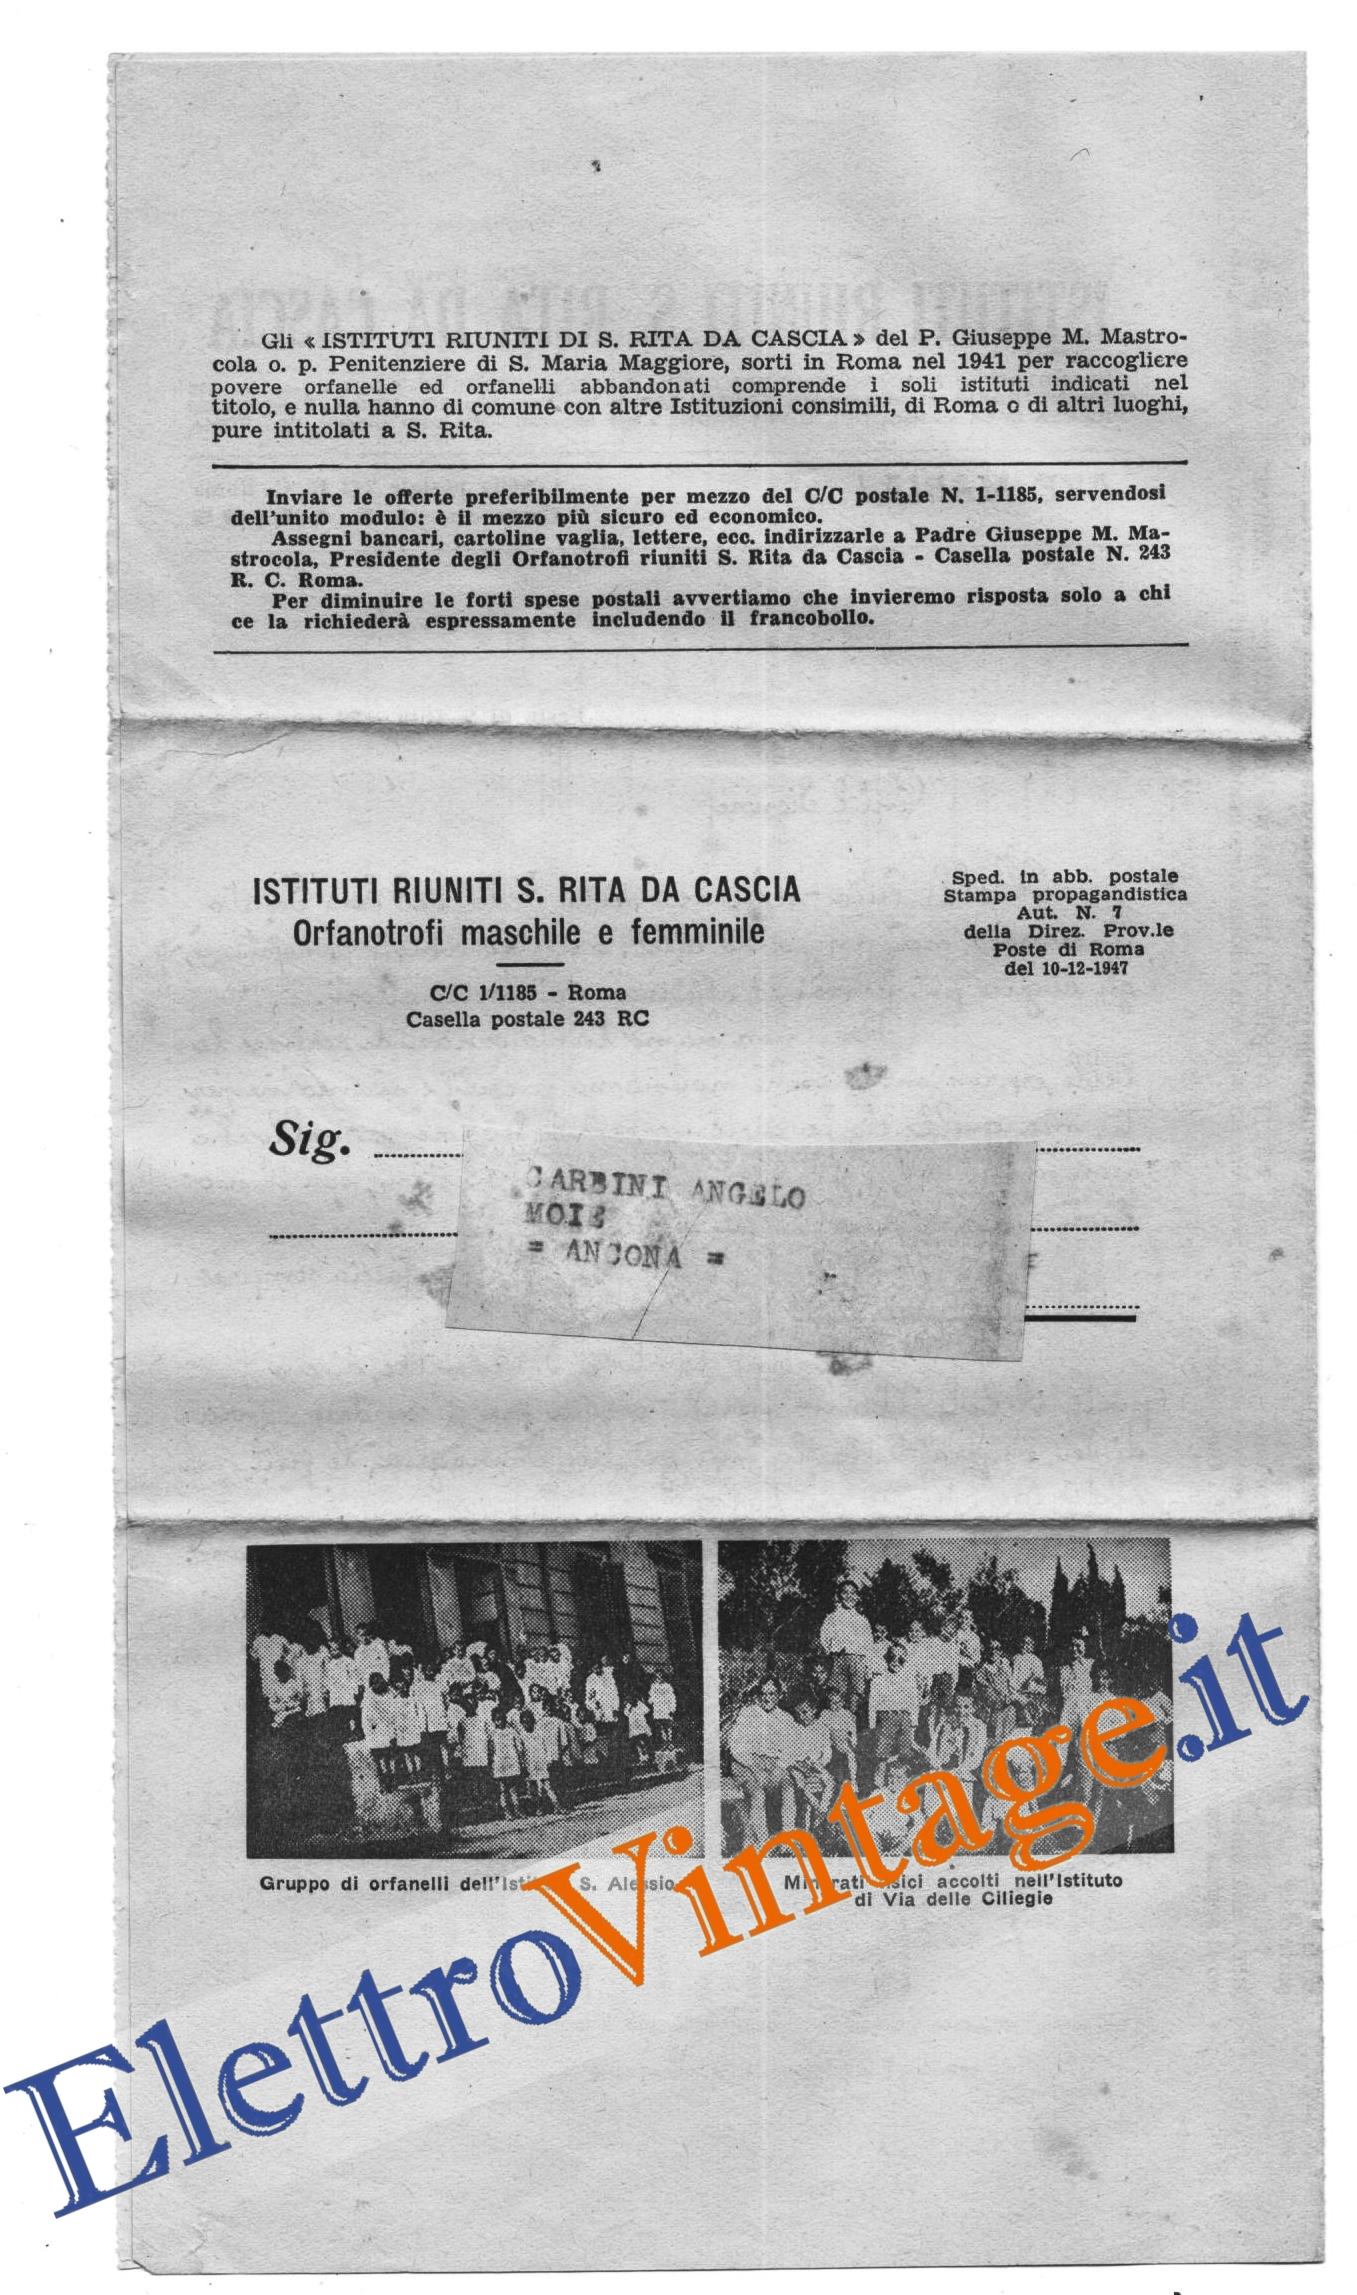 Gli « ISTITUTI RIUNITI DI S. RITA DA CASCIA » del P. Giuseppe M. Mastro-
cola o. p. Penitenziere di S. Maria Maggiore, sorti in Roma nel 1941 per raccogliere
povere orfanelle ed orfanelli abbandonati comprende i soli istituti indicati nel
titolo, e nulla hanno di comune con altre Istituzioni consimili, di Roma o di altri luoghi,
pure intitolati a S. Rita.
Inviare le offerte preferibilmente per mezzo del C/C postale N. 1-1185, servendosi
dell'unito modulo: è il mezzo più sicuro ed economico.
Assegni bancari, cartoline vaglia, lettere, ecc. indirizzarle a Padre Giuseppe M. Ma-
strocola, Presidente degli Orfanotrofi riuniti S. Rita da Cascia - Casella postale N. 243
R. C. Roma.
Per diminuire le forti spese postali avvertiamo che invieremo risposta solo a chi
ce la richiederà espressamente includendo il francobollo.
ISTITUTI RIUNITI S. RITA DA CASCIA
Orfanotrofi maschile e femminile
C/C 1/1185 - Roma
Casella postale 243 RC
Sped. in abb. postale
Stampa propagandistica
Aut. N. 7
della Direz. Prov.le
Poste di Roma
del 10-12-1947
Sig.
CARBINI ANGELO
MOIE
= ANCONA =
Gruppo di orfanelli dell'Istituto S. Alessio
Minorati fisici accolti nell'Istituto
di Via delle Ciliegie
ElettroVintage.it